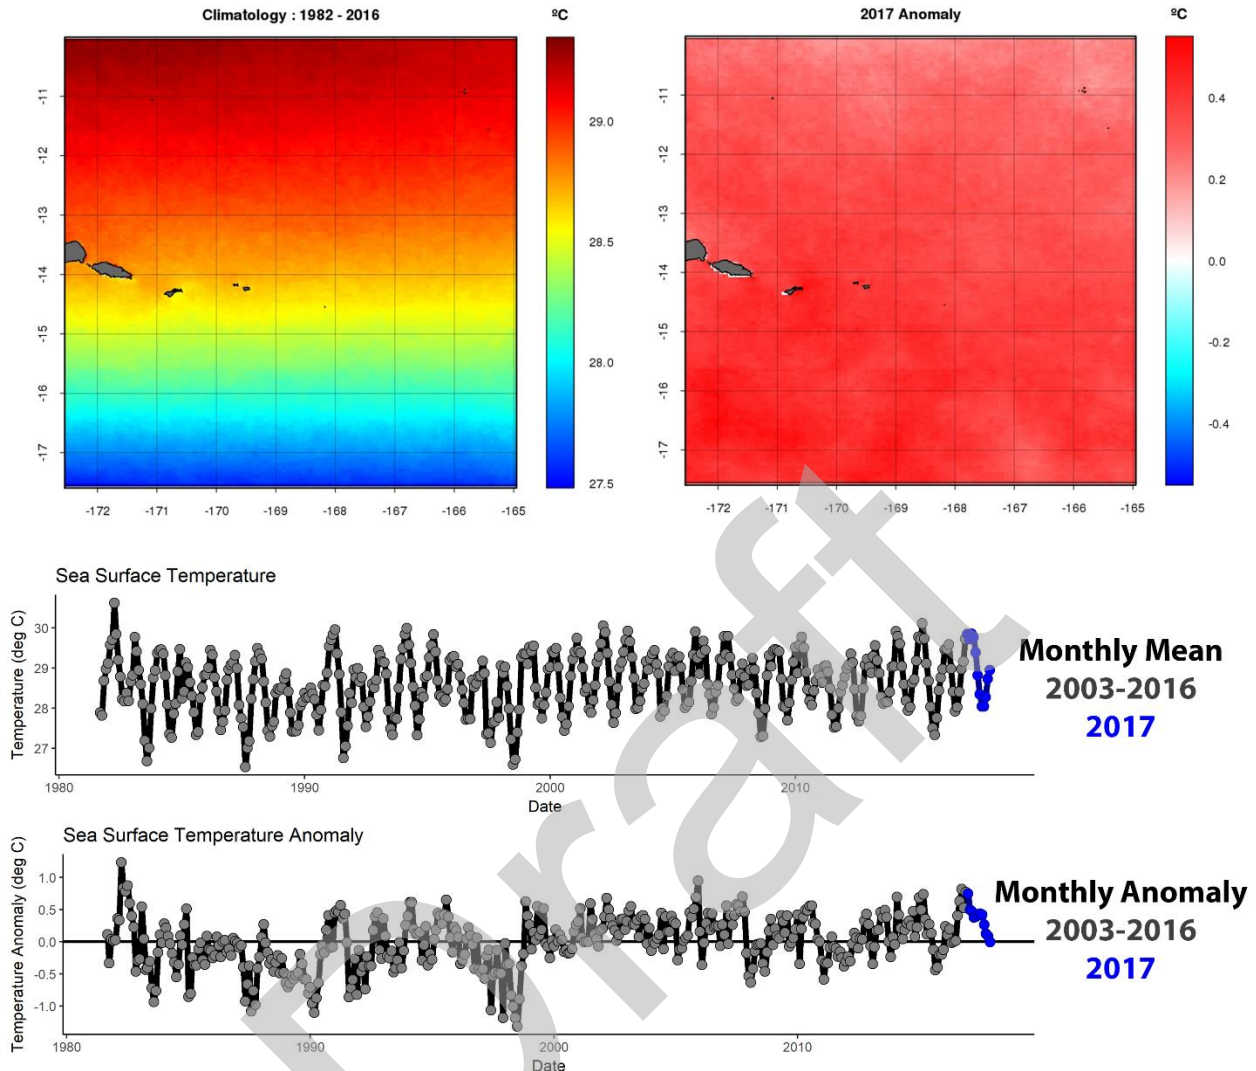 Climatology : 1982 - 2016
ºC
2017 Anomaly
ºC
-11
-12
-13
-14
-15
-16
-17
29.0
28.5
28.0
27.5
-172 -171 -170 -169 -168 -167 -166 -165
-11
-12
-13
-14
-15
-16
-17
0.4
0.2
0.0
-0.2
-0.4
-172 -171 -170 -169 -168 -167 -166 -165
Sea Surface Temperature
Temperature (deg C)
30
29
28
27
1980 1990 2000 2010
Date
Monthly Mean
2003-2016
2017
Sea Surface Temperature Anomaly
Temperature Anomaly (deg C)
1.0
0.5
0.0
-0.5
-1.0
1980 1990 2000 2010
Date
Monthly Anomaly
2003-2016
2017
Draft